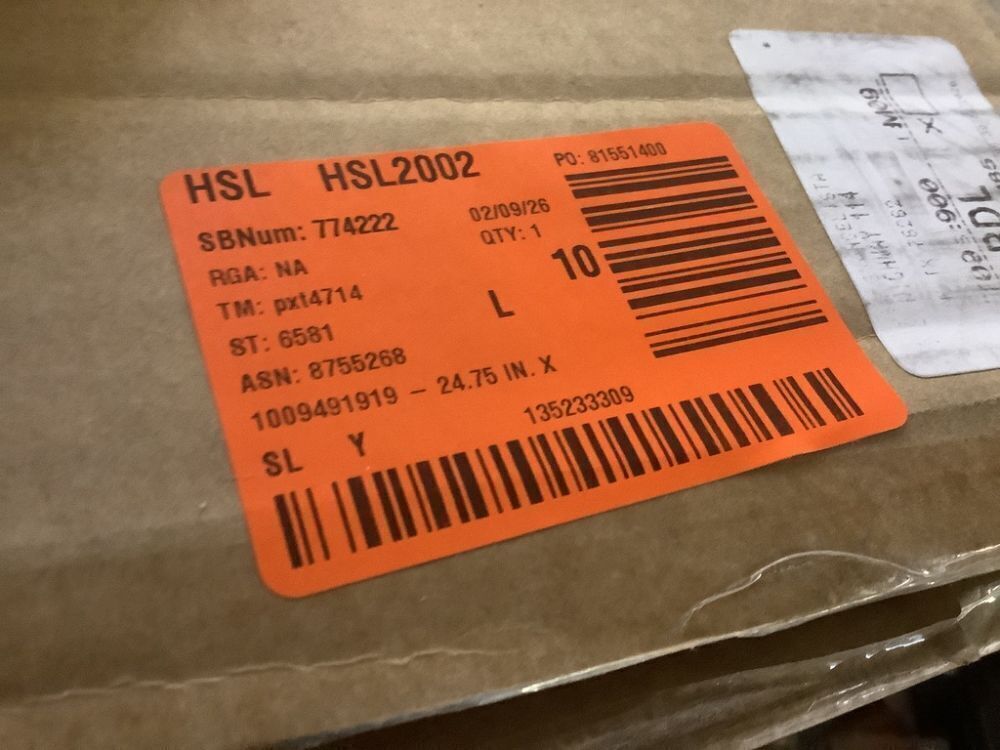 HSL HSL2002
PO: 81551400
SBNum: 774222
02/09/26
RGA: NA
QTY: 1
TM: pxt4714
L
10
ST: 6581
ASN: 8755268
1009491919 – 24.75 IN. X
SL Y
135233309